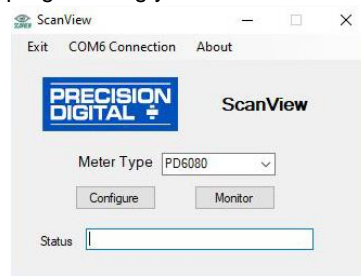 ScanView
Exit COM6 Connection About
PRECISION
DIGITAL
ScanView
Meter Type PD6080
Configure Monitor
Status